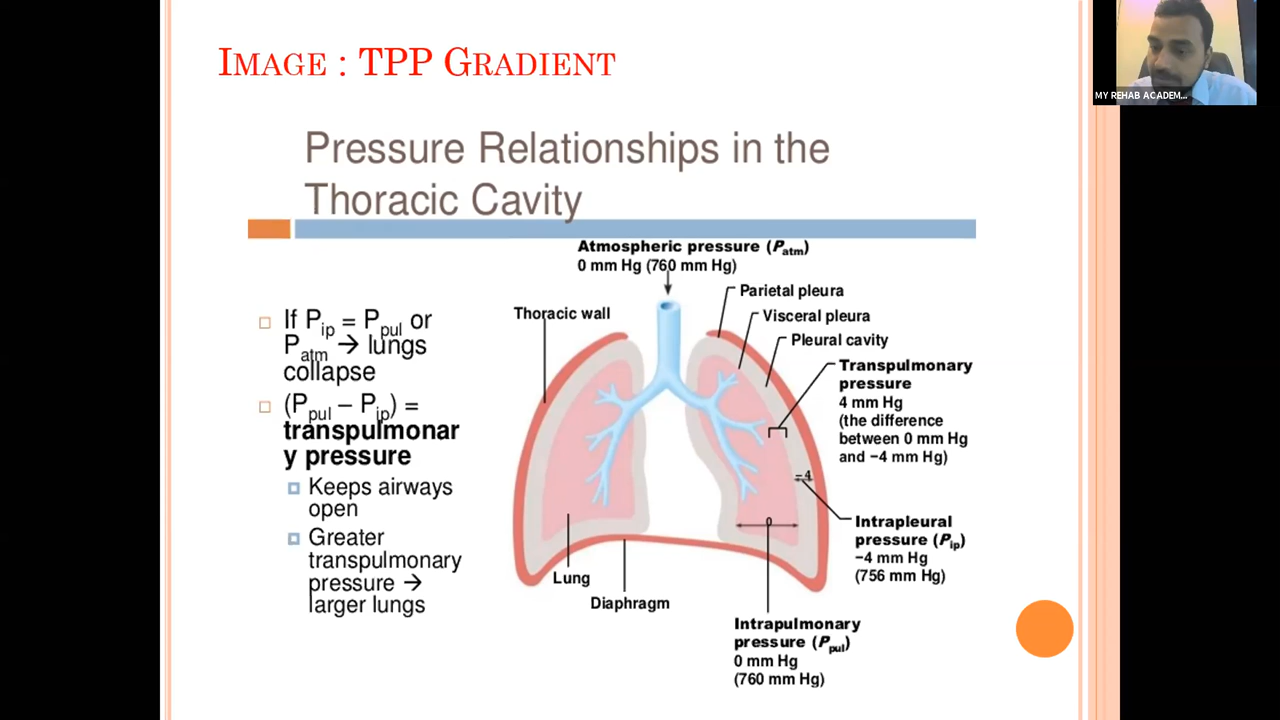 IMAGE : TPP GRADIENT
MY REHAB ACADEM...
Pressure Relationships in the
Thoracic Cavity
If Pip = Ppul or
Patm → lungs
collapse
(Ppul – Pip) =
transpulmonar
y pressure
Keeps airways
open
Greater
transpulmonary
pressure →
larger lungs
Atmospheric pressure (Patm)
0 mm Hg (760 mm Hg)
Thoracic wall
Parietal pleura
Visceral pleura
Pleural cavity
Transpulmonary
pressure
4 mm Hg
(the difference
between 0 mm Hg
and −4 mm Hg)
−4
0
Intrapleural
pressure (Pip)
−4 mm Hg
(756 mm Hg)
Lung
Diaphragm
Intrapulmonary
pressure (Ppul)
0 mm Hg
(760 mm Hg)